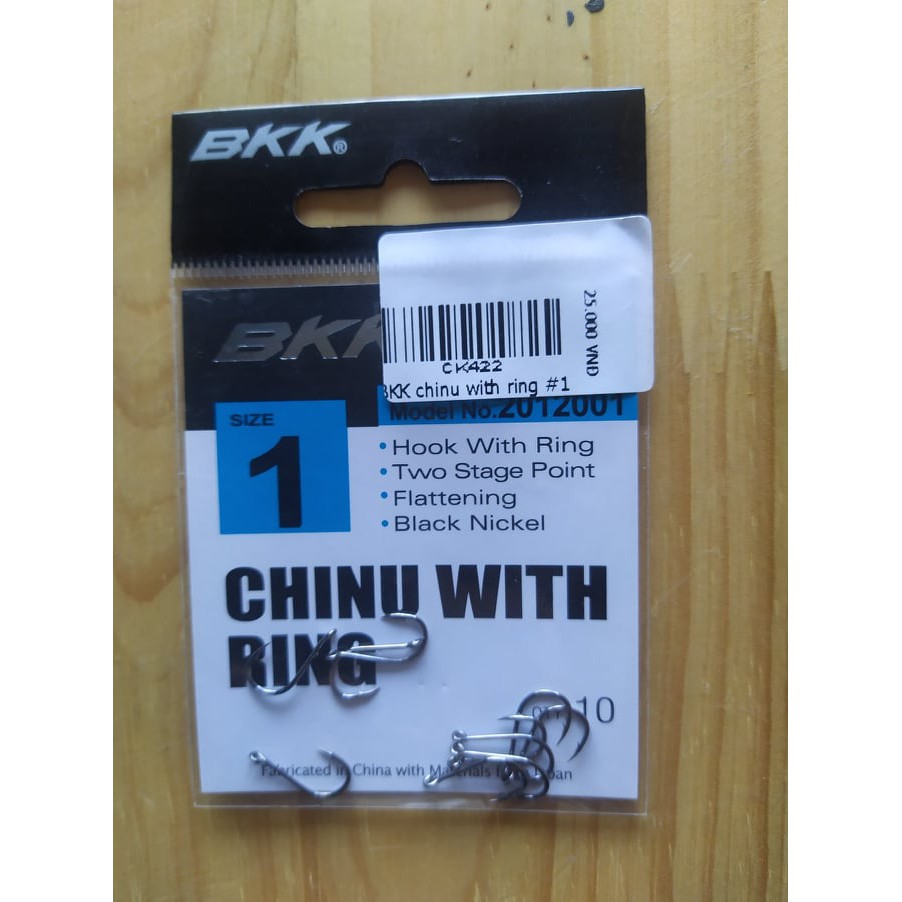 BKK®
25.000 VND
CK422
BKK chinu with ring #1
BKK
Model No.2012001
SIZE
1
• Hook With Ring
• Two Stage Point
• Flattening
• Black Nickel
CHINU WITH
RING
10
Fabricated in China with Materials Japan